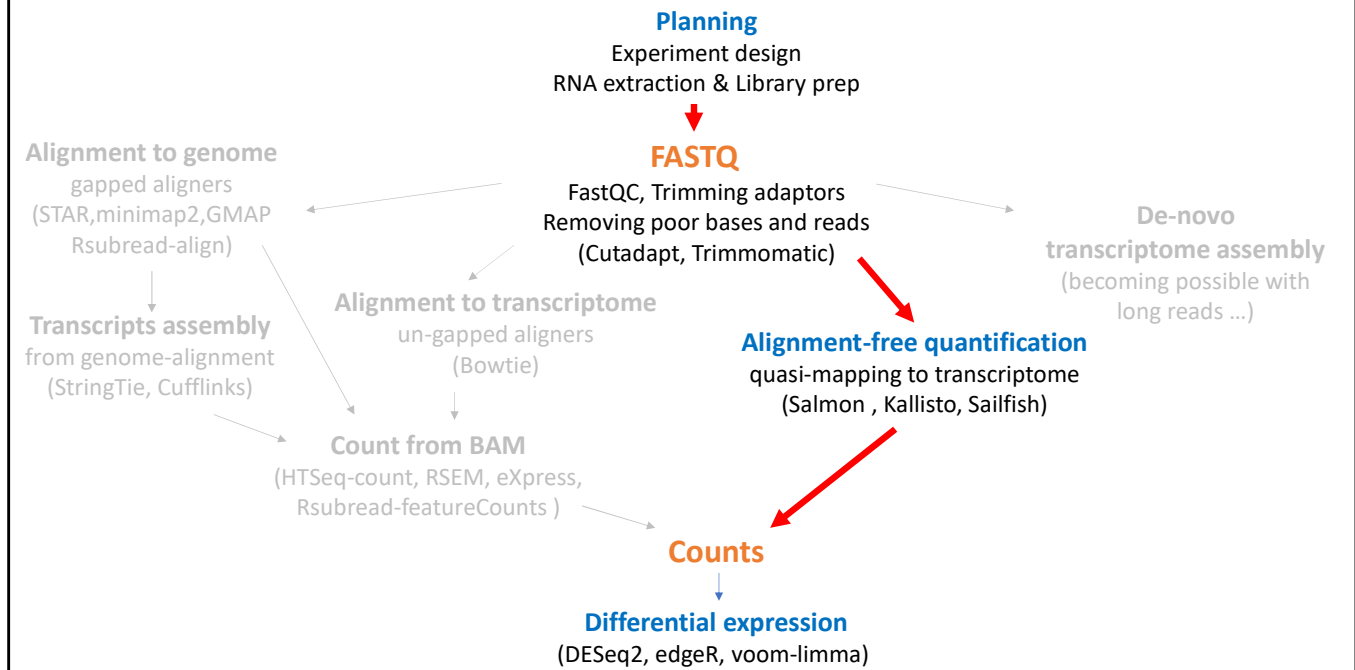 Planning
Experiment design
RNA extraction & Library prep
FASTQ
FastQC, Trimming adaptors
Removing poor bases and reads
(Cutadapt, Trimmomatic)
Alignment to genome
gapped aligners
(STAR,minimap2,GMAP
Rsubread-align)
Transcripts assembly
from genome-alignment
(StringTie, Cufflinks)
Alignment to transcriptome
un-gapped aligners
(Bowtie)
De-novo
transcriptome assembly
(becoming possible with
long reads ...)
Alignment-free quantification
quasi-mapping to transcriptome
(Salmon , Kallisto, Sailfish)
Count from BAM
(HTSeq-count, RSEM, eXpress,
Rsubread-featureCounts )
Counts
Differential expression
(DESeq2, edgeR, voom-limma)